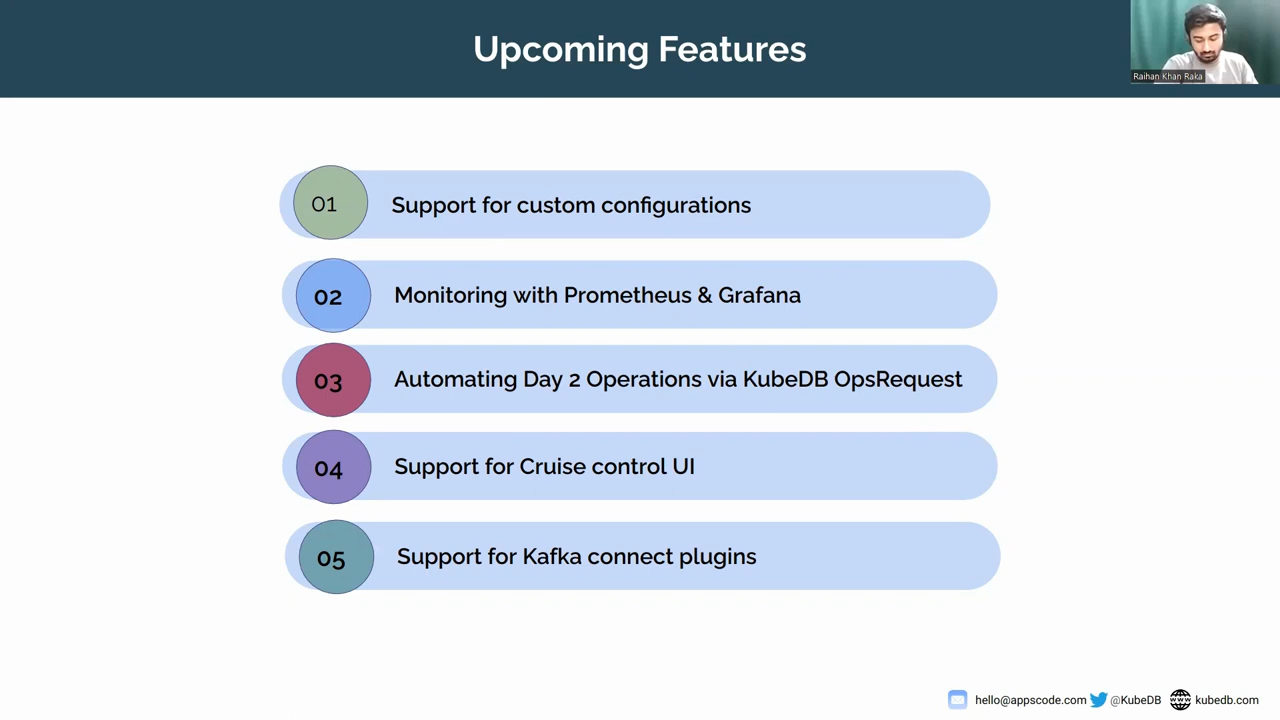 Upcoming Features
Raihan Khan Raka
01 Support for custom configurations
02 Monitoring with Prometheus & Grafana
03 Automating Day 2 Operations via KubeDB OpsRequest
04 Support for Cruise control UI
05 Support for Kafka connect plugins
hello@appscode.com @KubeDB kubedb.com